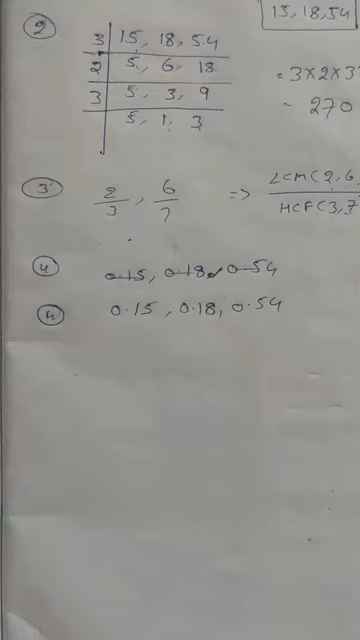 15, 18, 54
② 3 | 15, 18, 54
2 | 5, 6, 18 = 3×2×3
3 | 5, 3, 9 ~ 270
5, 1, 3
③ 2/3, 6/7 => LCM(2,6 / HCF(3,7
④ 0.15, 0.18, 0.54
④ 0.15, 0.18, 0.54